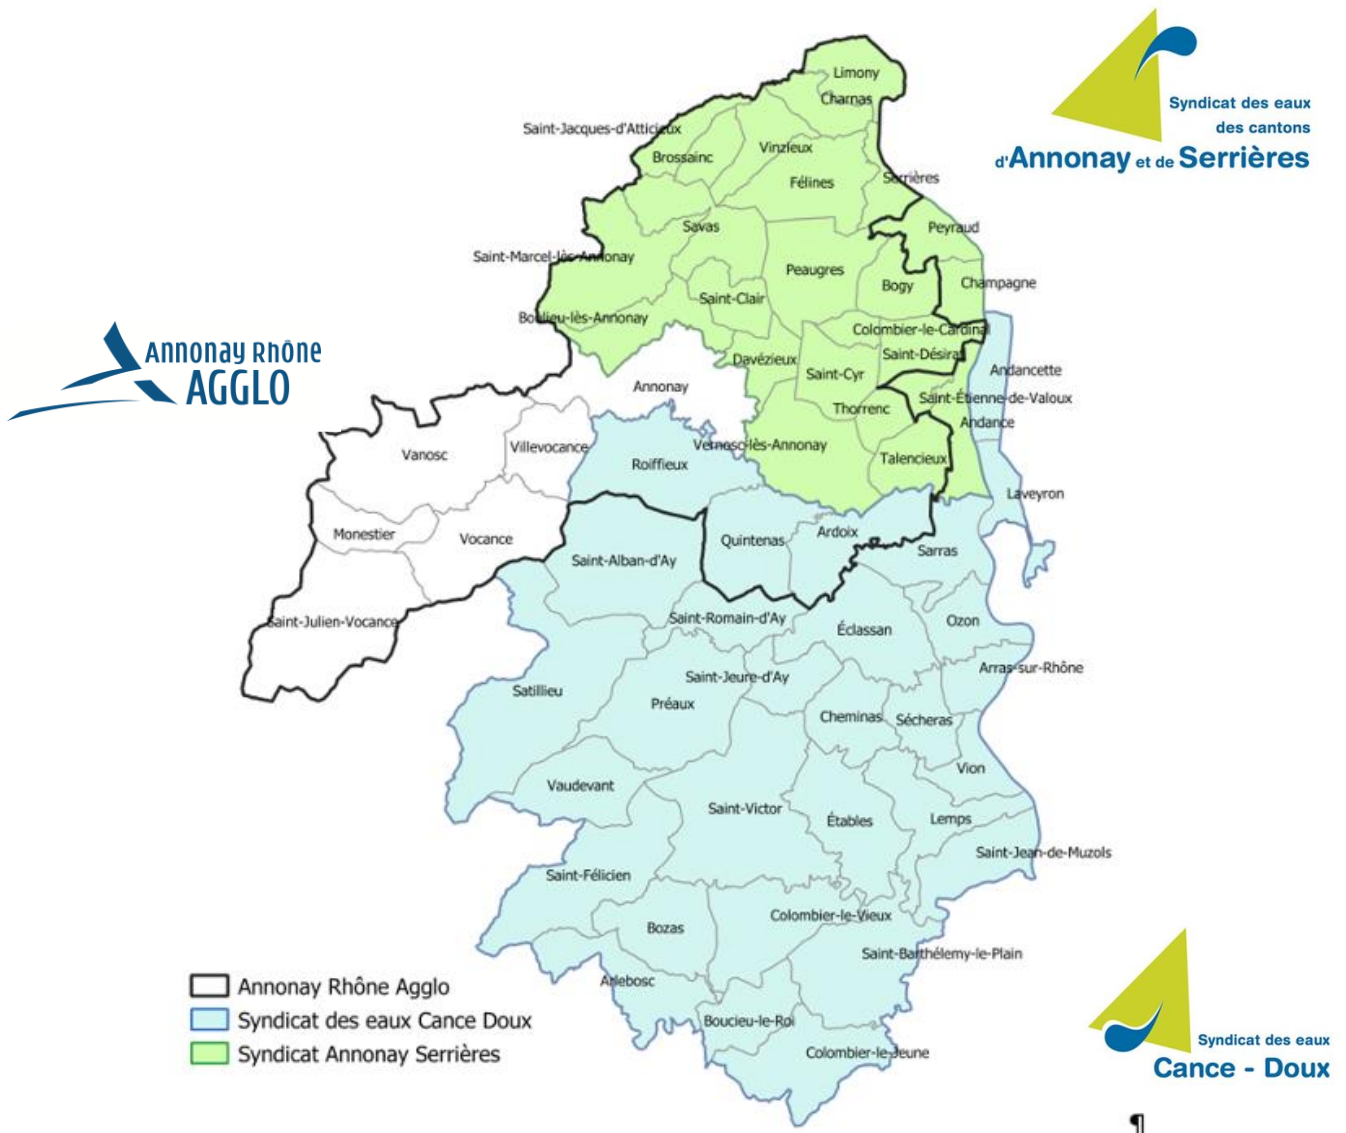 Syndicat des eaux
des cantons
d'Annonay et de Serrières
Limony
Charnas
Saint-Jacques-d'Atticieux
Vinzieux
Brossainc
Serrières
Félines
Savas
Peyraud
Saint-Marcel-lès-Annonay
Peaugres
Bogy
Champagne
Saint-Clair
Boulieu-lès-Annonay
Colombier-le-Cardinal
Annonay Rhône
AGGLO
Davézieux
Saint-Désirat
Saint-Cyr
Andancette
Annonay
Saint-Étienne-de-Valoux
Thorrenc
Andance
Vanosc
Villevocance
Vernosc-lès-Annonay
Roiffieux
Talencieux
Laveyron
Monestier
Vocance
Quintenas
Ardoix
Sarras
Saint-Alban-d'Ay
Saint-Julien-Vocance
Saint-Romain-d'Ay
Éclassan
Ozon
Arras-sur-Rhône
Saint-Jeure-d'Ay
Satillieu
Préaux
Cheminas
Sécheras
Vion
Vaudevant
Saint-Victor
Étables
Lemps
Saint-Jean-de-Muzols
Saint-Félicien
Colombier-le-Vieux
Bozas
Saint-Barthélemy-le-Plain
Arlebosc
Boucieu-le-Roi
Colombier-le-Jeune
Annonay Rhône Agglo
Syndicat des eaux Cance Doux
Syndicat Annonay Serrières
Syndicat des eaux
Cance - Doux
¶